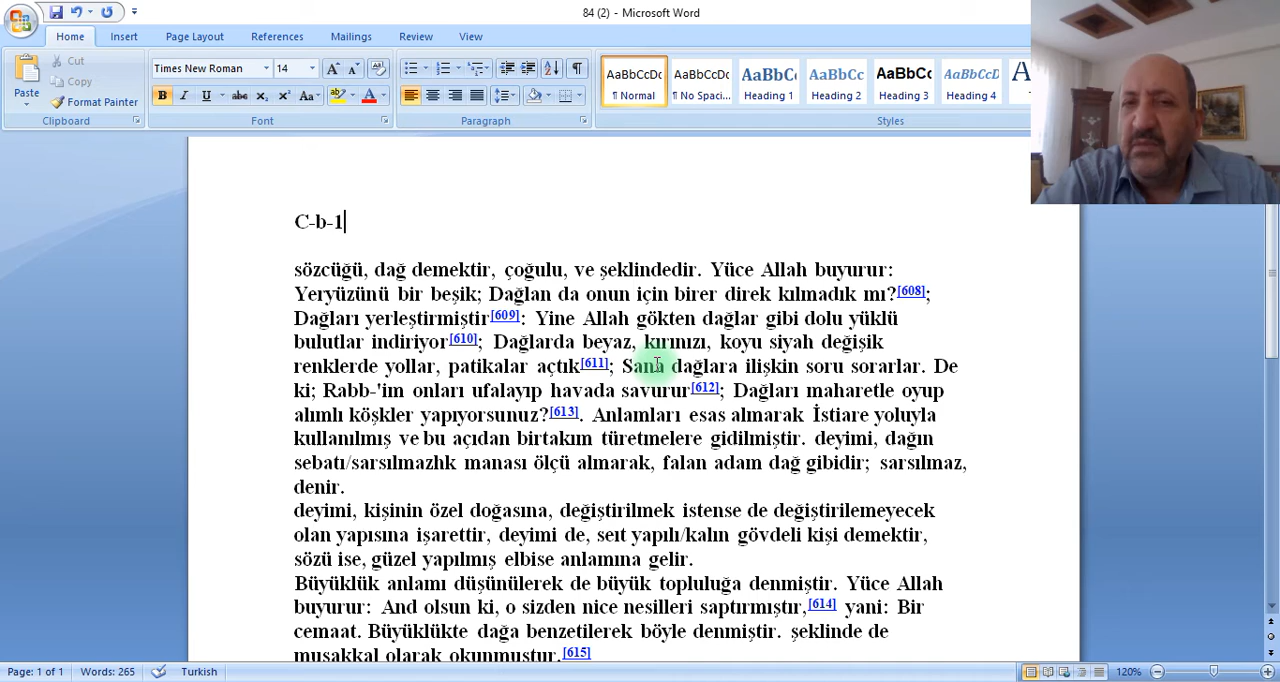 84 (2) - Microsoft Word
Home Insert Page Layout References Mailings Review View
Paste
Cut
Copy
Format Painter
Clipboard
Times New Roman 14
B I U abc X₂ X² Aa
Font
Paragraph
AaBbCcDc AaBbCcDc AaBbC AaBbCc AaBbCc AaBbCcD A
¶ Normal ¶ No Spaci... Heading 1 Heading 2 Heading 3 Heading 4
Styles
C-b-1
sözcüğü, dağ demektir, çoğulu, ve şeklindedir. Yüce Allah buyurur:
Yeryüzünü bir beşik; Dağlan da onun için birer direk kılmadık mı?[608];
Dağları yerleştirmiştir[609]: Yine Allah gökten dağlar gibi dolu yüklü
bulutlar indiriyor[610]; Dağlarda beyaz, kırınızı, koyu siyah değişik
renklerde yollar, patikalar açtık[611]; Sana dağlara ilişkin soru sorarlar. De
ki; Rabb-'im onları ufalayıp havada savurur[612]; Dağları maharetle oyup
alımlı köşkler yapıyorsunuz?[613]. Anlamları esas almarak İstiare yoluyla
kullanılmış ve bu açıdan birtakım türetmelere gidilmiştir. deyimi, dağın
sebatı/sarsılmazhk manası ölçü almarak, falan adam dağ gibidir; sarsılmaz,
denir.
deyimi, kişinin özel doğasına, değiştirilmek istense de değiştirilemeyecek
olan yapısına işarettir, deyimi de, seıt yapılı/kalın gövdeli kişi demektir,
sözü ise, güzel yapılmış elbise anlamına gelir.
Büyüklük anlamı düşünülerek de büyük topluluğa denmiştir. Yüce Allah
buyurur: And olsun ki, o sizden nice nesilleri saptırmıştır,[614] yani: Bir
cemaat. Büyüklükte dağa benzetilerek böyle denmiştir. şeklinde de
musakkal olarak okunmuştur.[615]
Page: 1 of 1 Words: 265 Turkish 120%